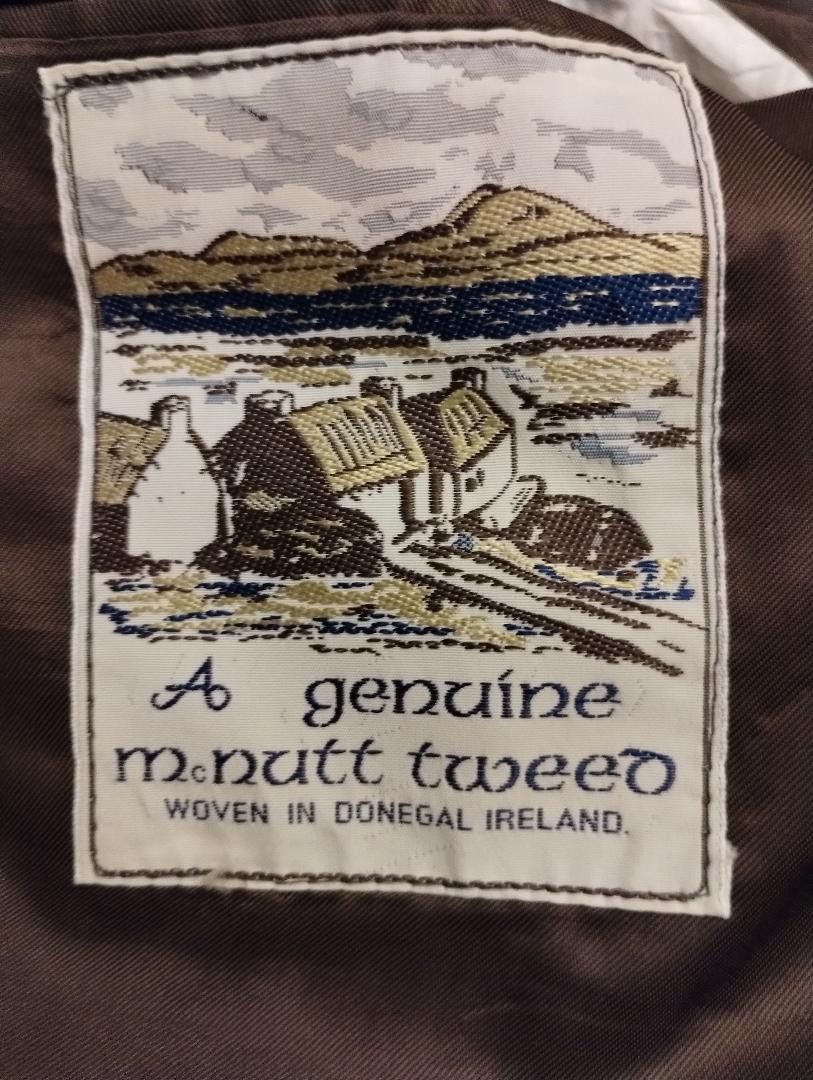 A genuine
mcnutt tweed
WOVEN IN DONEGAL IRELAND.